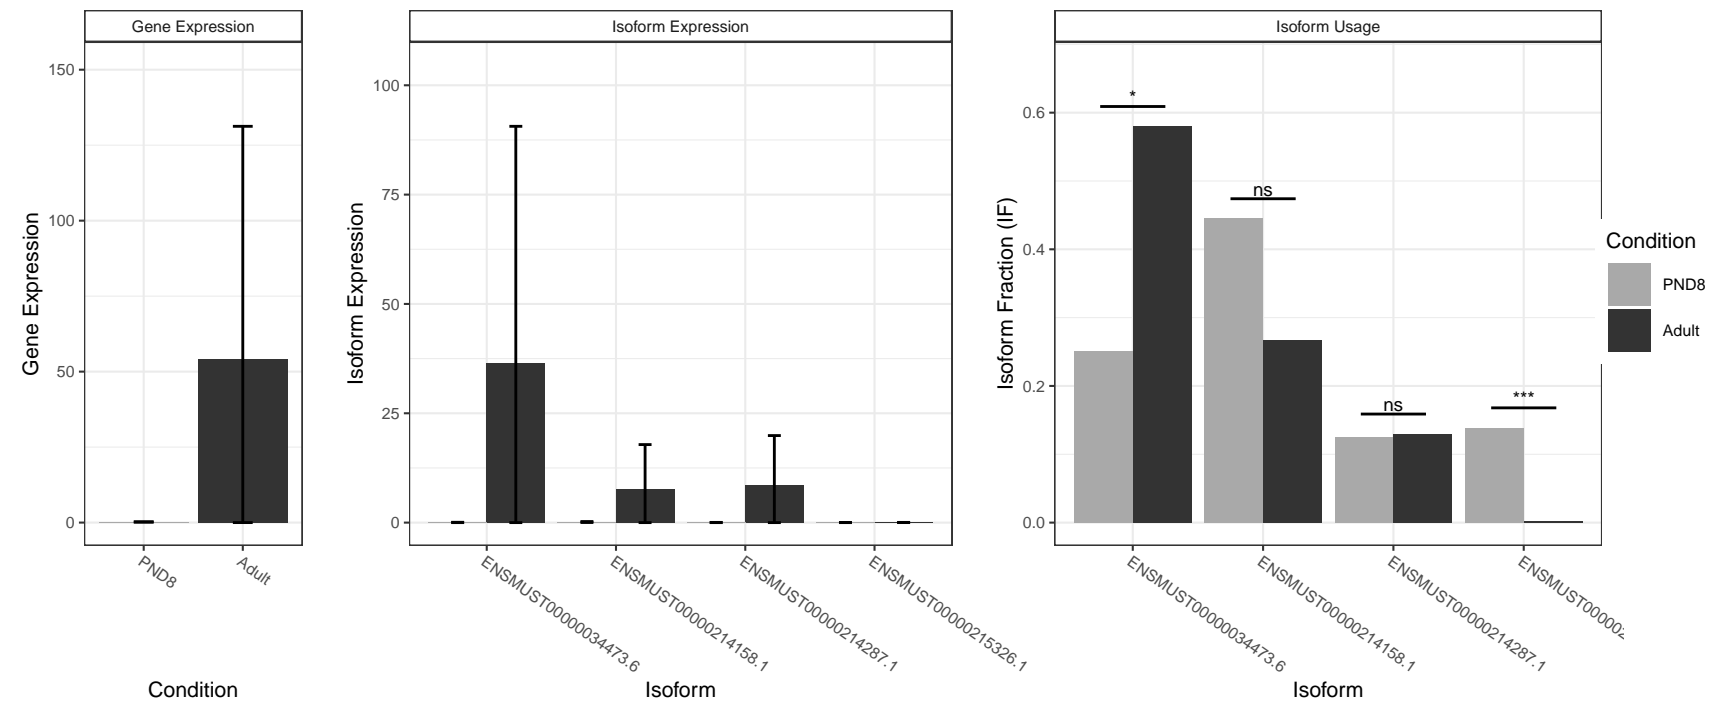 Gene Expression
Isoform Expression
Isoform Usage
Gene Expression
150
100
50
0
PND8
Adult
Condition
Isoform Expression
100
75
50
25
0
ENSMUST00000034473.6
ENSMUST00000214158.1
ENSMUST00000214287.1
ENSMUST00000215326.1
Isoform
Isoform Fraction (IF)
0.6
0.4
0.2
0.0
*
ns
ns
***
ENSMUST00000034473.6
ENSMUST00000214158.1
ENSMUST00000214287.1
ENSMUST00000
Isoform
Condition
PND8
Adult